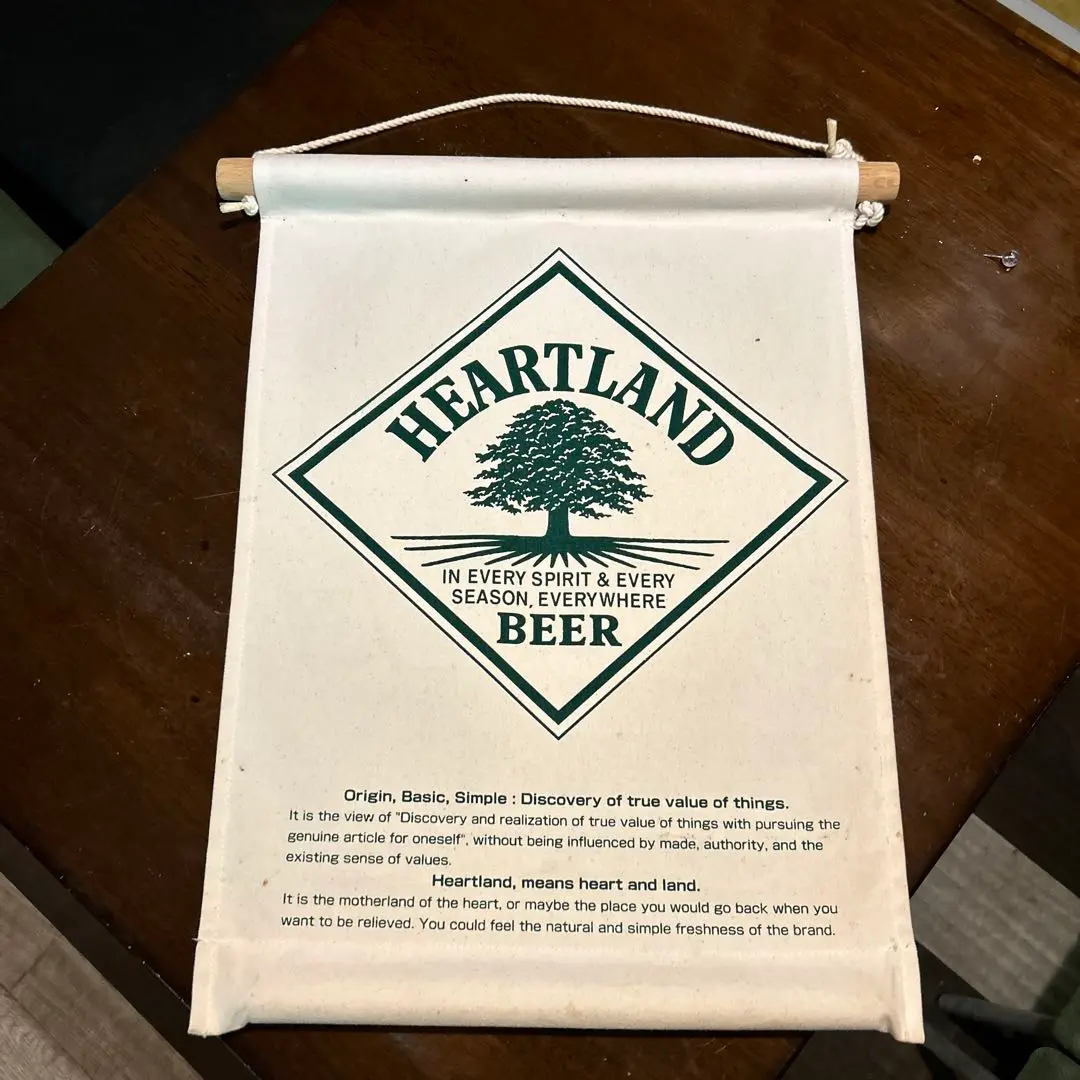 HEARTLAND
IN EVERY SPIRIT & EVERY
SEASON, EVERYWHERE
BEER
Origin, Basic, Simple : Discovery of true value of things.
It is the view of "Discovery and realization of true value of things with pursuing the
genuine article for oneself", without being influenced by made, authority, and the
existing sense of values.
Heartland, means heart and land.
It is the motherland of the heart, or maybe the place you would go back when you
want to be relieved. You could feel the natural and simple freshness of the brand.